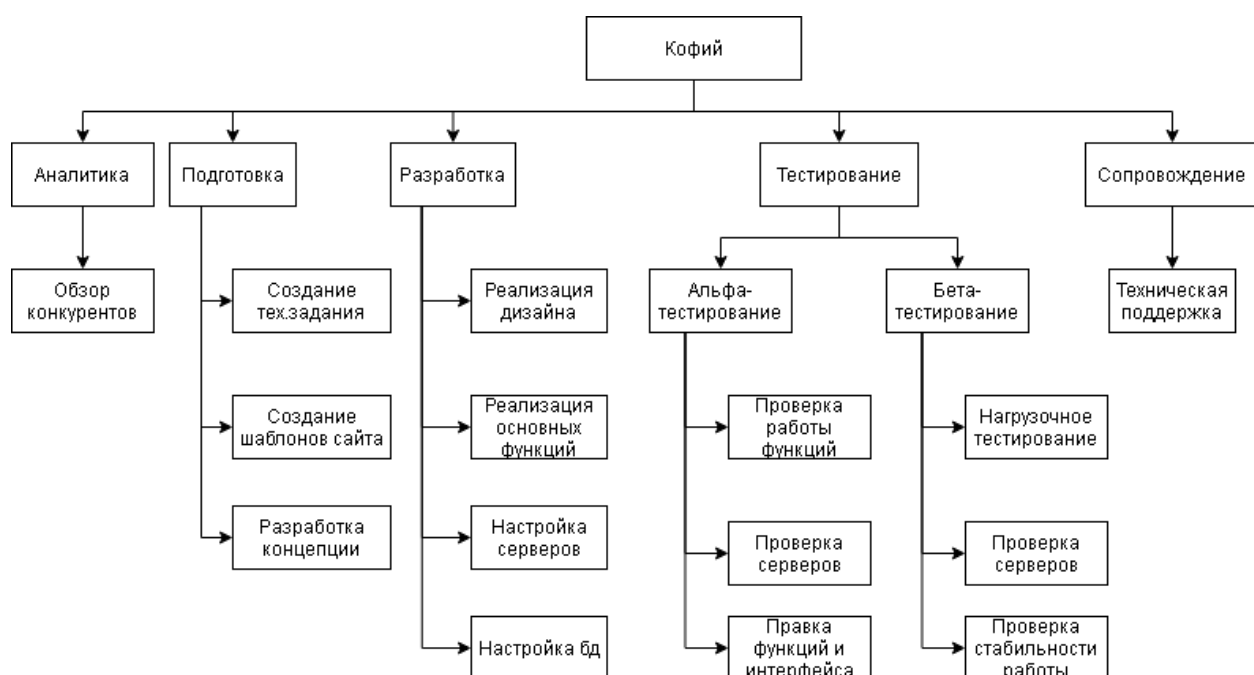 Кофий
Аналитика
Подготовка
Разработка
Тестирование
Сопровождение
Обзор
конкурентов
Создание
тех.задания
Реализация
дизайна
Альфа-
тестирование
Бета-
тестирование
Техническая
поддержка
Создание
шаблонов сайта
Реализация
основных
функций
Проверка
работы
функций
Нагрузочное
тестирование
Разработка
концепции
Настройка
серверов
Проверка
серверов
Проверка
серверов
Настройка бд
Правка
функций и
интерфейса
Проверка
стабильности
работы